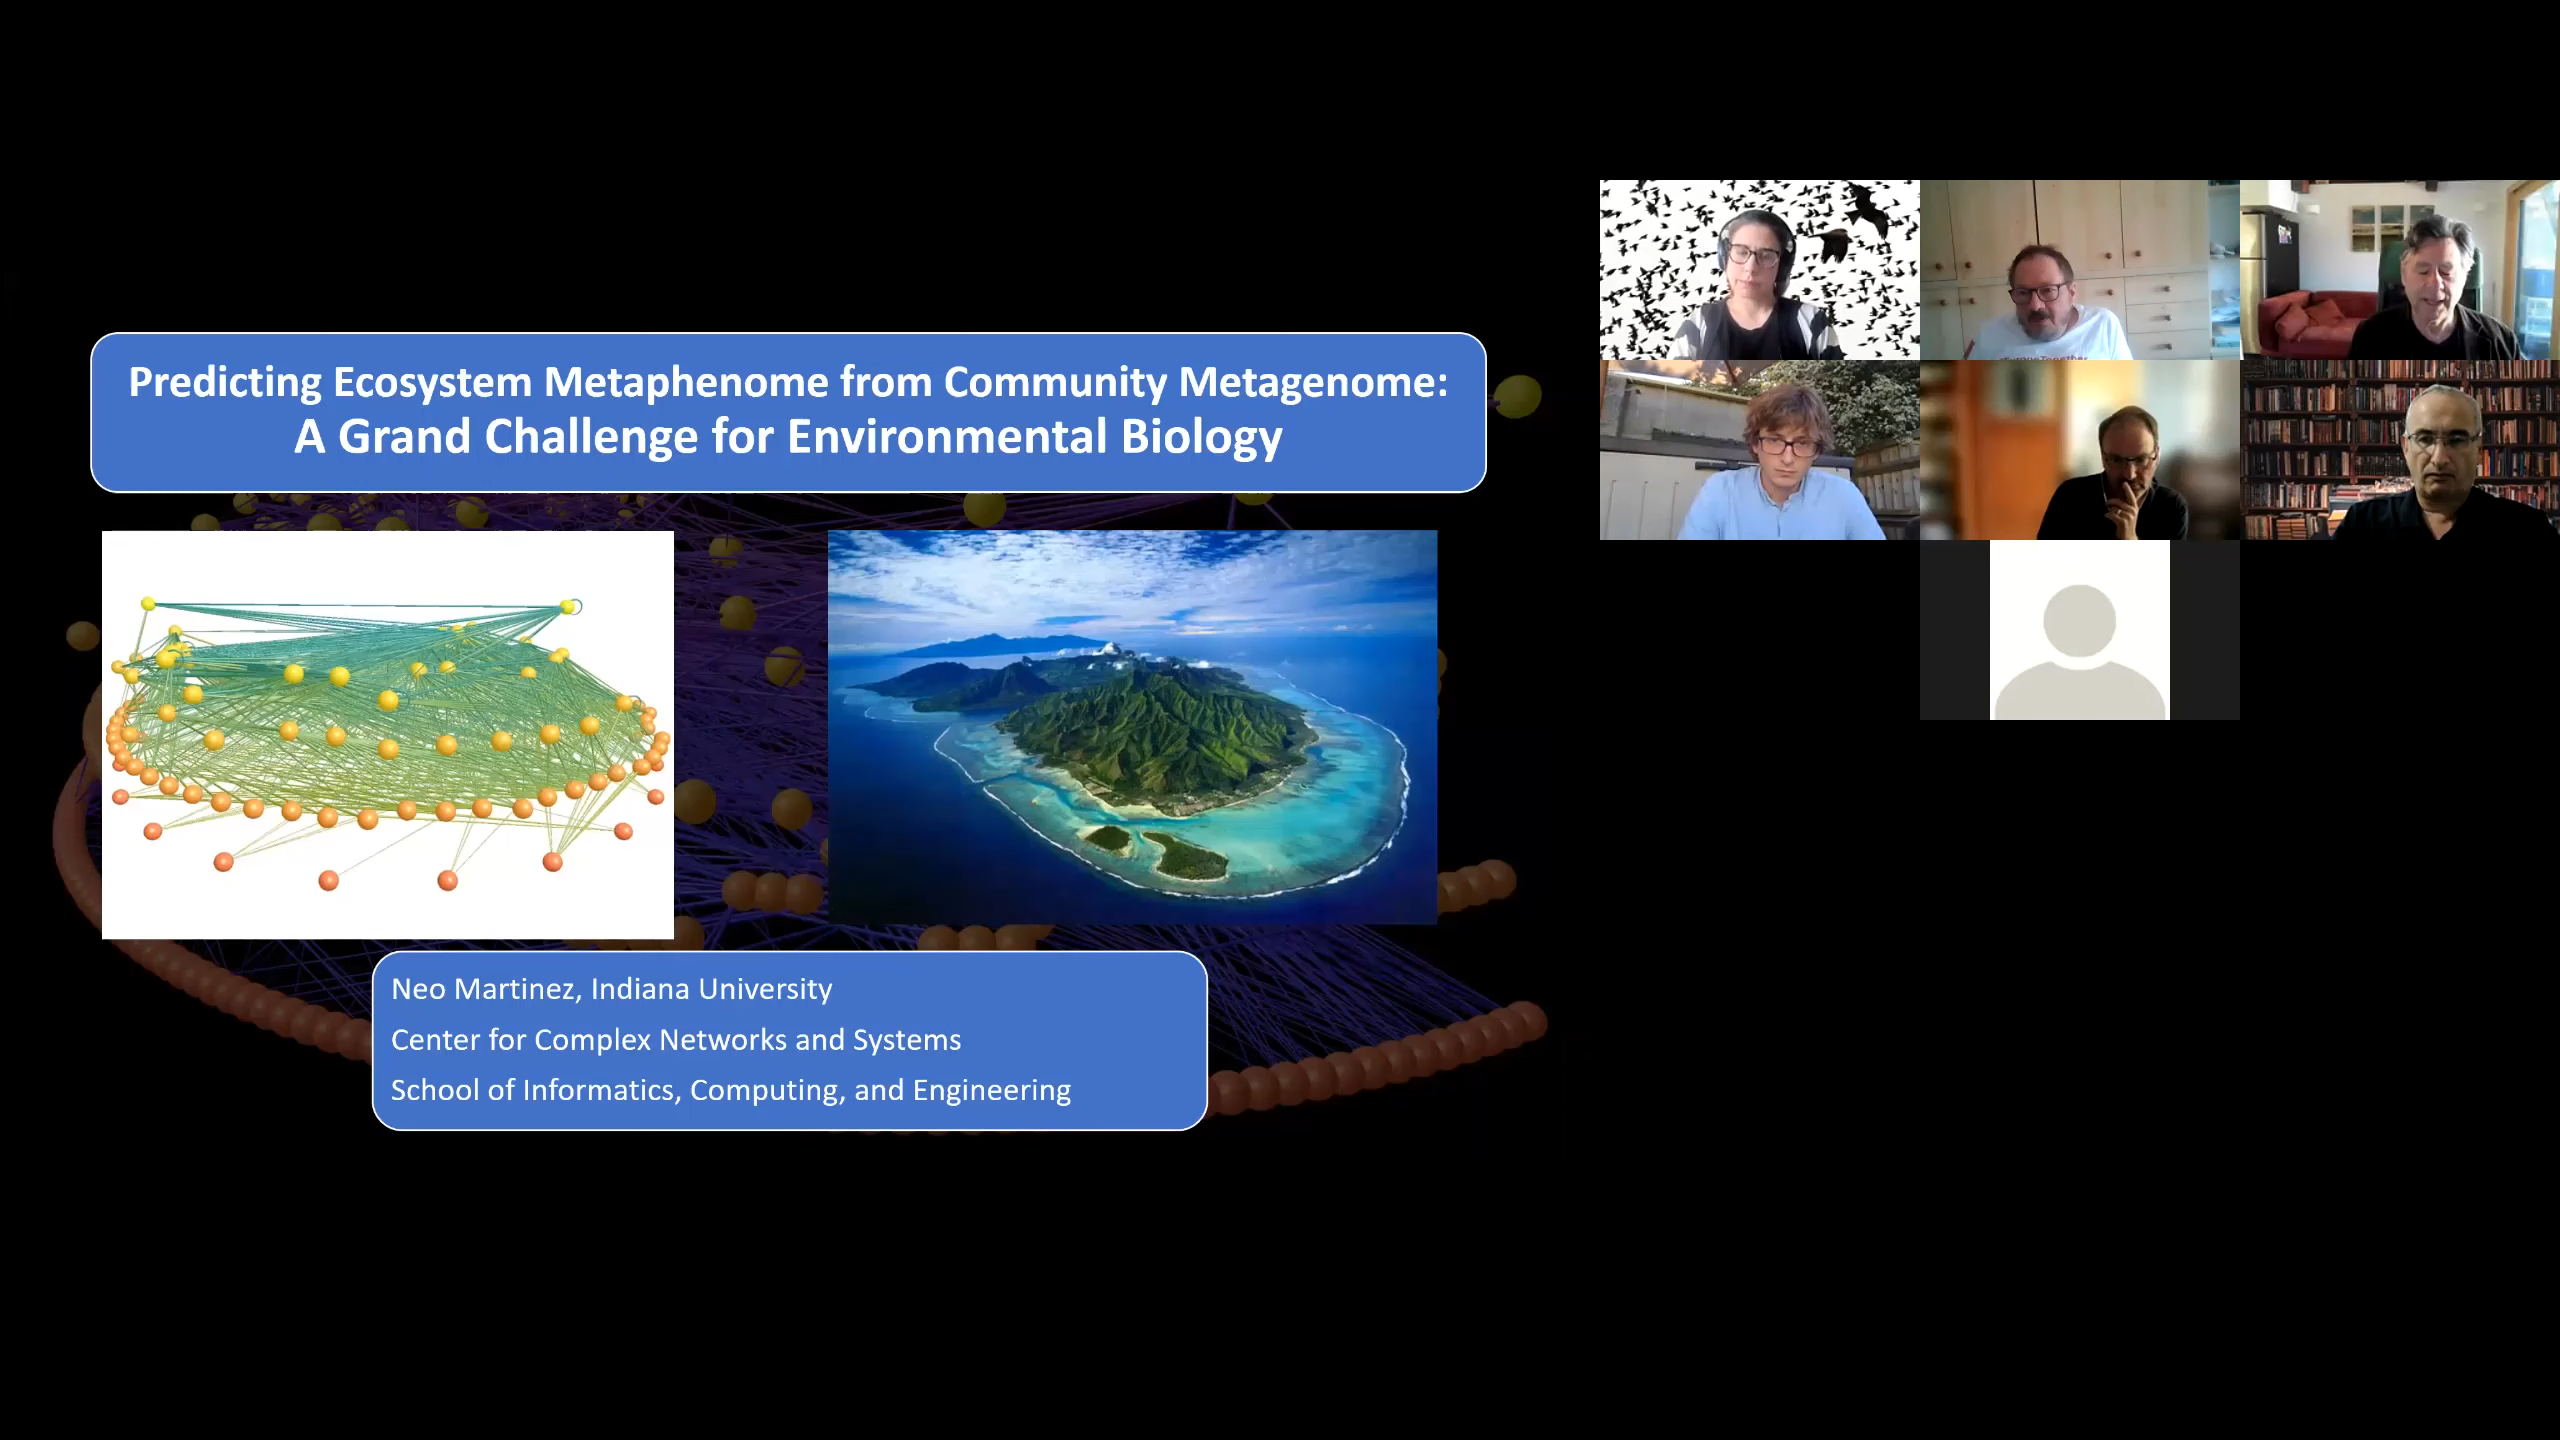 Predicting Ecosystem Metaphenome from Community Metagenome:
A Grand Challenge for Environmental Biology
Neo Martinez, Indiana University
Center for Complex Networks and Systems
School of Informatics, Computing, and Engineering